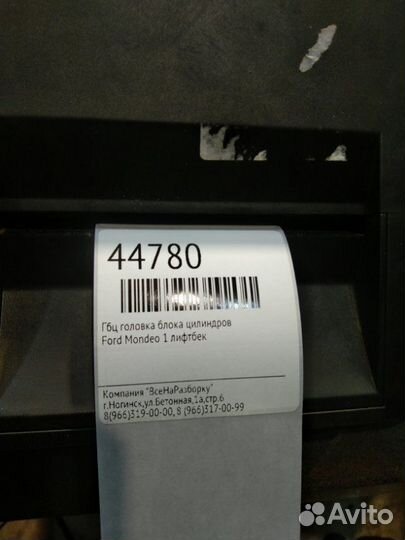 44780
Гбц головка блока цилиндров
Ford Mondeo 1 лифтбек
Компания "ВсеНаРазборку"
г.Ногинск,ул.Бетонная,1а,стр.6
8(966)319-00-00, 8 (966)317-00-99
Avito